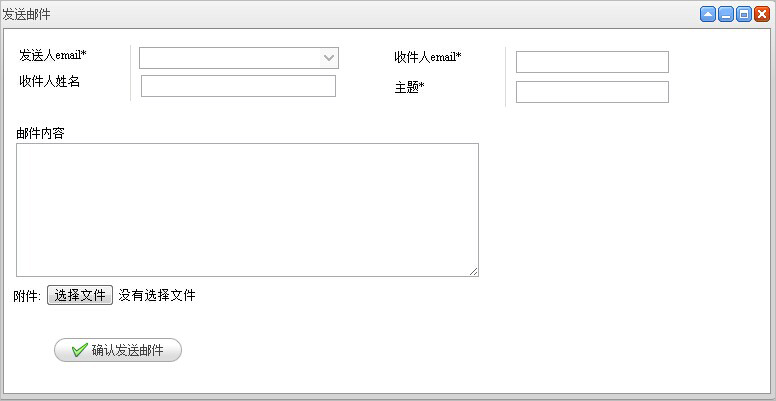 发送邮件
发送人email*
收件人email*
收件人姓名
主题*
邮件内容
附件: 选择文件 没有选择文件
确认发送邮件